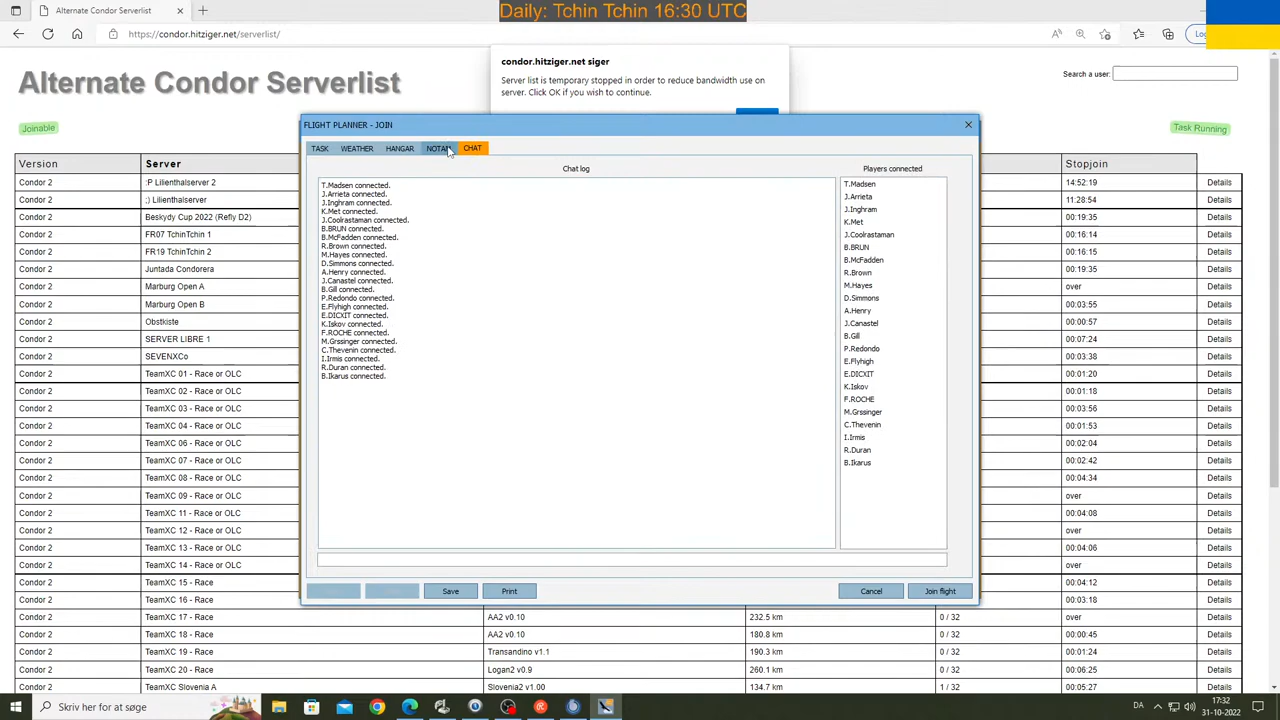 Daily: Tchin Tchin 16:30 UTC
Alternate Condor Serverlist
https://condor.hitziger.net/serverlist/
Alternate Condor Serverlist
condor.hitziger.net siger
Server list is temporary stopped in order to reduce bandwidth use on
server. Click OK if you wish to continue.
Search a user:
Joinable
Task Running
FLIGHT PLANNER - JOIN
TASK WEATHER HANGAR NOTAM CHAT
Chat log
T.Madsen connected.
J.Arrieta connected.
J.Inghram connected.
K.Met connected.
J.Coolrastaman connected.
B.BRUN connected.
B.McFadden connected.
R.Brown connected.
M.Hayes connected.
D.Simmons connected.
A.Henry connected.
J.Canastel connected.
B.Gill connected.
P.Redondo connected.
E.Flyhigh connected.
E.DICXIT connected.
K.Iskov connected.
F.ROCHE connected.
M.Grssinger connected.
C.Thevenin connected.
I.Irmis connected.
R.Duran connected.
B.Ikarus connected.
Players connected
T.Madsen
J.Arrieta
J.Inghram
K.Met
J.Coolrastaman
B.BRUN
B.McFadden
R.Brown
M.Hayes
D.Simmons
A.Henry
J.Canastel
B.Gill
P.Redondo
E.Flyhigh
E.DICXIT
K.Iskov
F.ROCHE
M.Grssinger
C.Thevenin
I.Irmis
R.Duran
B.Ikarus
Save Print Cancel Join flight
Version Server Stopjoin
Condor 2 :P Lilienthalserver 2 14:52:19 Details
Condor 2 ;) Lilienthalserver 11:28:54 Details
Condor 2 Beskydy Cup 2022 (Refly D2) 00:19:35 Details
Condor 2 FR07 TchinTchin 1 00:16:14 Details
Condor 2 FR19 TchinTchin 2 00:16:15 Details
Condor 2 Juntada Condorera 00:19:35 Details
Condor 2 Marburg Open A over Details
Condor 2 Marburg Open B 00:03:55 Details
Condor 2 Obstkiste 00:00:57 Details
Condor 2 SERVER LIBRE 1 00:07:24 Details
Condor 2 SEVENXCo 00:03:38 Details
Condor 2 TeamXC 01 - Race or OLC 00:01:20 Details
Condor 2 TeamXC 02 - Race or OLC 00:01:18 Details
Condor 2 TeamXC 03 - Race or OLC 00:03:56 Details
Condor 2 TeamXC 04 - Race or OLC 00:01:53 Details
Condor 2 TeamXC 06 - Race or OLC 00:02:04 Details
Condor 2 TeamXC 07 - Race or OLC 00:02:42 Details
Condor 2 TeamXC 08 - Race or OLC 00:04:34 Details
Condor 2 TeamXC 09 - Race or OLC over Details
Condor 2 TeamXC 11 - Race or OLC 00:04:08 Details
Condor 2 TeamXC 12 - Race or OLC over Details
Condor 2 TeamXC 13 - Race or OLC 00:04:06 Details
Condor 2 TeamXC 14 - Race or OLC over Details
Condor 2 TeamXC 15 - Race 00:04:12 Details
Condor 2 TeamXC 16 - Race 00:03:18 Details
Condor 2 TeamXC 17 - Race AA2 v0.10 232.5 km 0 / 32 over Details
Condor 2 TeamXC 18 - Race AA2 v0.10 180.8 km 0 / 32 00:00:45 Details
Condor 2 TeamXC 19 - Race Transandino v1.1 190.3 km 0 / 32 00:01:24 Details
Condor 2 TeamXC 20 - Race Logan2 v0.9 260.1 km 0 / 32 00:06:25 Details
Condor 2 TeamXC Slovenia A Slovenia2 v1.00 134.7 km 1 / 32 00:05:27 Details
Skriv her for at søge
DA
17:32
31-10-2022